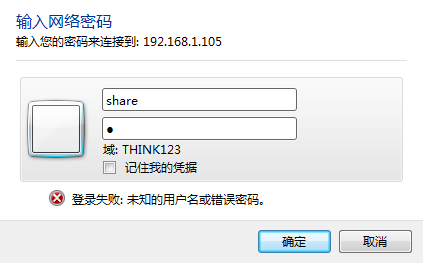 输入网络密码
输入您的密码来连接到: 192.168.1.105
share
●
域: THINK123
记住我的凭据
登录失败: 未知的用户名或错误密码。
确定
取消